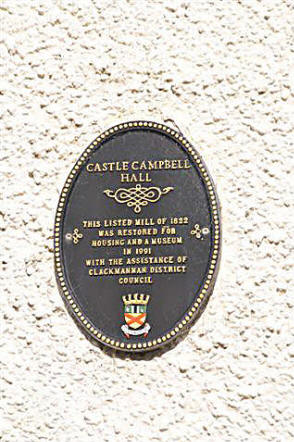 CASTLE CAMPBELL
HALL
THIS LISTED MILL OF 1822
WAS RESTORED FOR
HOUSING AND A MUSEUM
IN 1991
WITH THE ASSISTANCE OF
CLACKMANNAN DISTRICT
COUNCIL